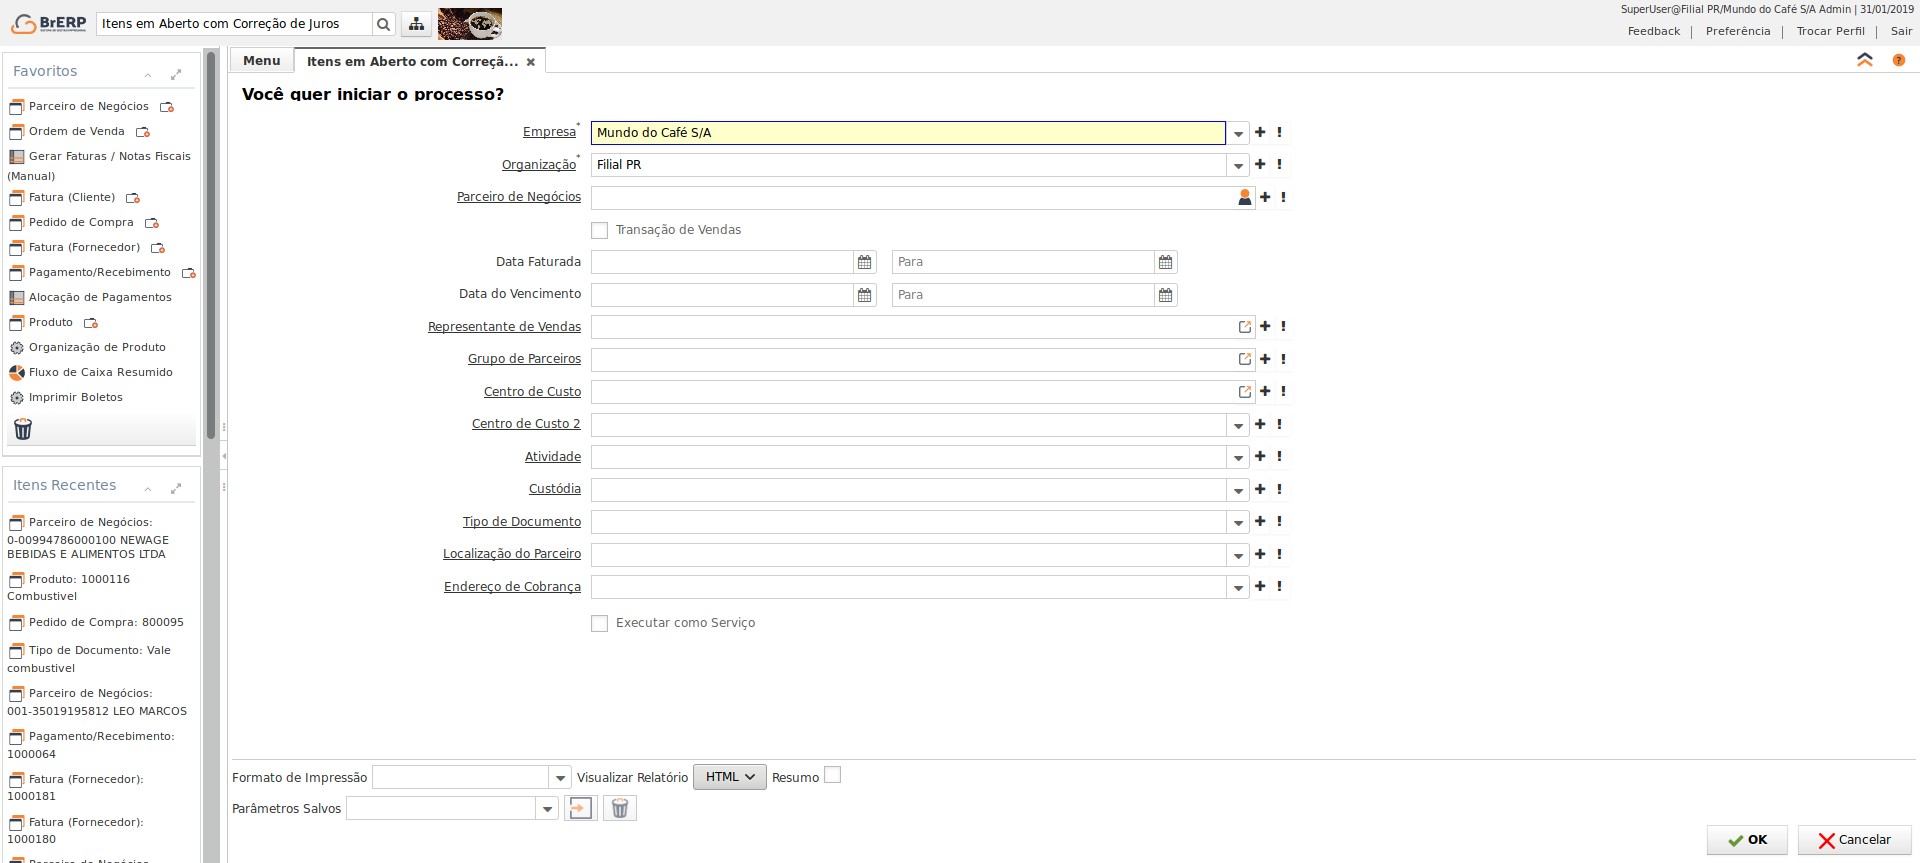 BrERP
Itens em Aberto com Correção de Juros
SuperUser@Filial PR/Mundo do Café S/A Admin | 31/01/2019
Feedback | Preferência | Trocar Perfil | Sair
Favoritos
Parceiro de Negócios
Ordem de Venda
Gerar Faturas / Notas Fiscais
(Manual)
Fatura (Cliente)
Pedido de Compra
Fatura (Fornecedor)
Pagamento/Recebimento
Alocação de Pagamentos
Produto
Organização de Produto
Fluxo de Caixa Resumido
Imprimir Boletos
Itens Recentes
Parceiro de Negócios:
0-00994786000100 NEWAGE
BEBIDAS E ALIMENTOS LTDA
Produto: 1000116
Combustivel
Pedido de Compra: 800095
Tipo de Documento: Vale
combustivel
Parceiro de Negócios:
001-35019195812 LEO MARCOS
Pagamento/Recebimento:
1000064
Fatura (Fornecedor):
1000181
Fatura (Fornecedor):
1000180
Parceiro de Negócios
Menu
Itens em Aberto com Correçã...
Você quer iniciar o processo?
Empresa* Mundo do Café S/A
Organização* Filial PR
Parceiro de Negócios
Transação de Vendas
Data Faturada Para
Data do Vencimento Para
Representante de Vendas
Grupo de Parceiros
Centro de Custo
Centro de Custo 2
Atividade
Custódia
Tipo de Documento
Localização do Parceiro
Endereço de Cobrança
Executar como Serviço
Formato de Impressão Visualizar Relatório HTML Resumo
Parâmetros Salvos
OK Cancelar